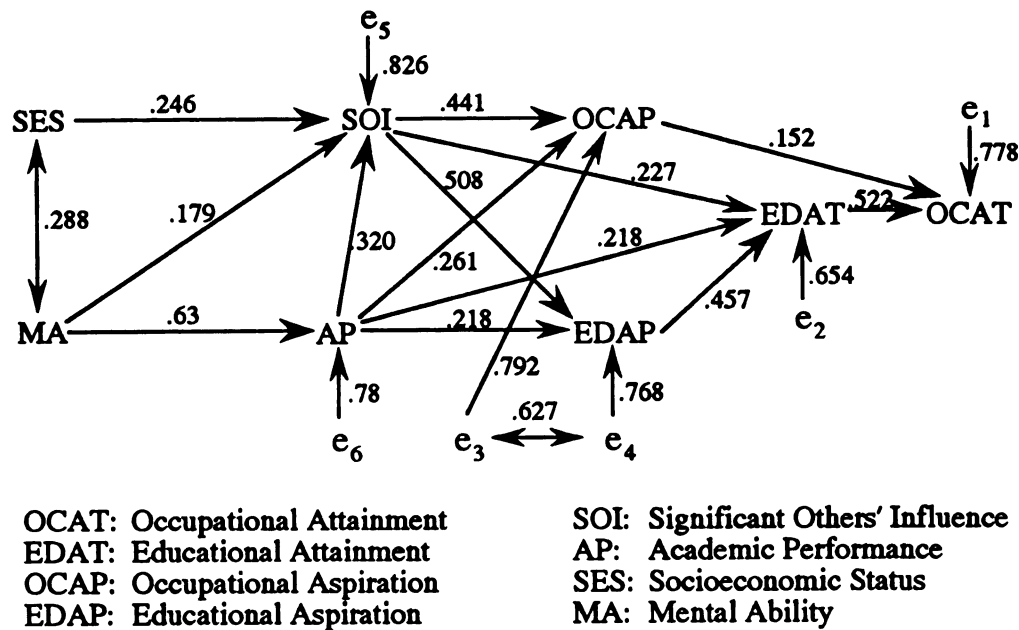 e5
.826
SES
.246
SOI
.441
OCAP
e1
.152
.778
.288
.179
.508
.227
EDAT
.522
OCAT
.320
.261
.218
.654
MA
.63
AP
.218
EDAP
.457
e2
.78
.792
.768
.627
e6
e3
e4
OCAT: Occupational Attainment
EDAT: Educational Attainment
OCAP: Occupational Aspiration
EDAP: Educational Aspiration
SOI: Significant Others' Influence
AP: Academic Performance
SES: Socioeconomic Status
MA: Mental Ability